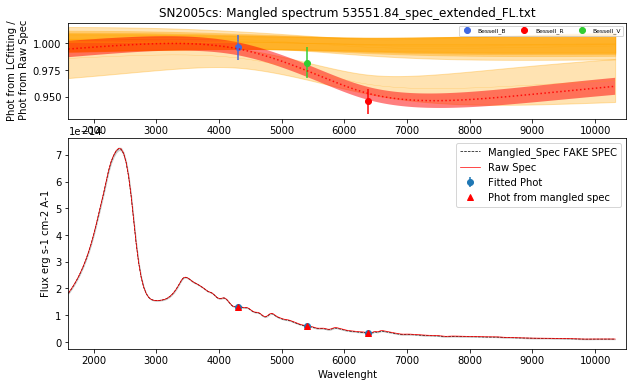 SN2005cs: Mangled spectrum 53551.84_spec_extended_FL.txt
Phot from LCfitting /
Phot from Raw Spec
1.000
0.975
0.950
Bessell_B
Bessell_R
Bessell_V
2000 3000 4000 5000 6000 7000 8000 9000 10000
1e−14
Flux erg s-1 cm-2 A-1
7
6
5
4
3
2
1
0
Mangled_Spec FAKE SPEC
Raw Spec
Fitted Phot
Phot from mangled spec
2000 3000 4000 5000 6000 7000 8000 9000 10000
Wavelenght